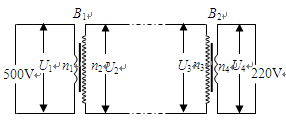 B1↵ B2↵
500V↵ U1↵ n1↵ n2↵ U2↵ U3↵ n3↵ n4↵ U4↵ 220V↵